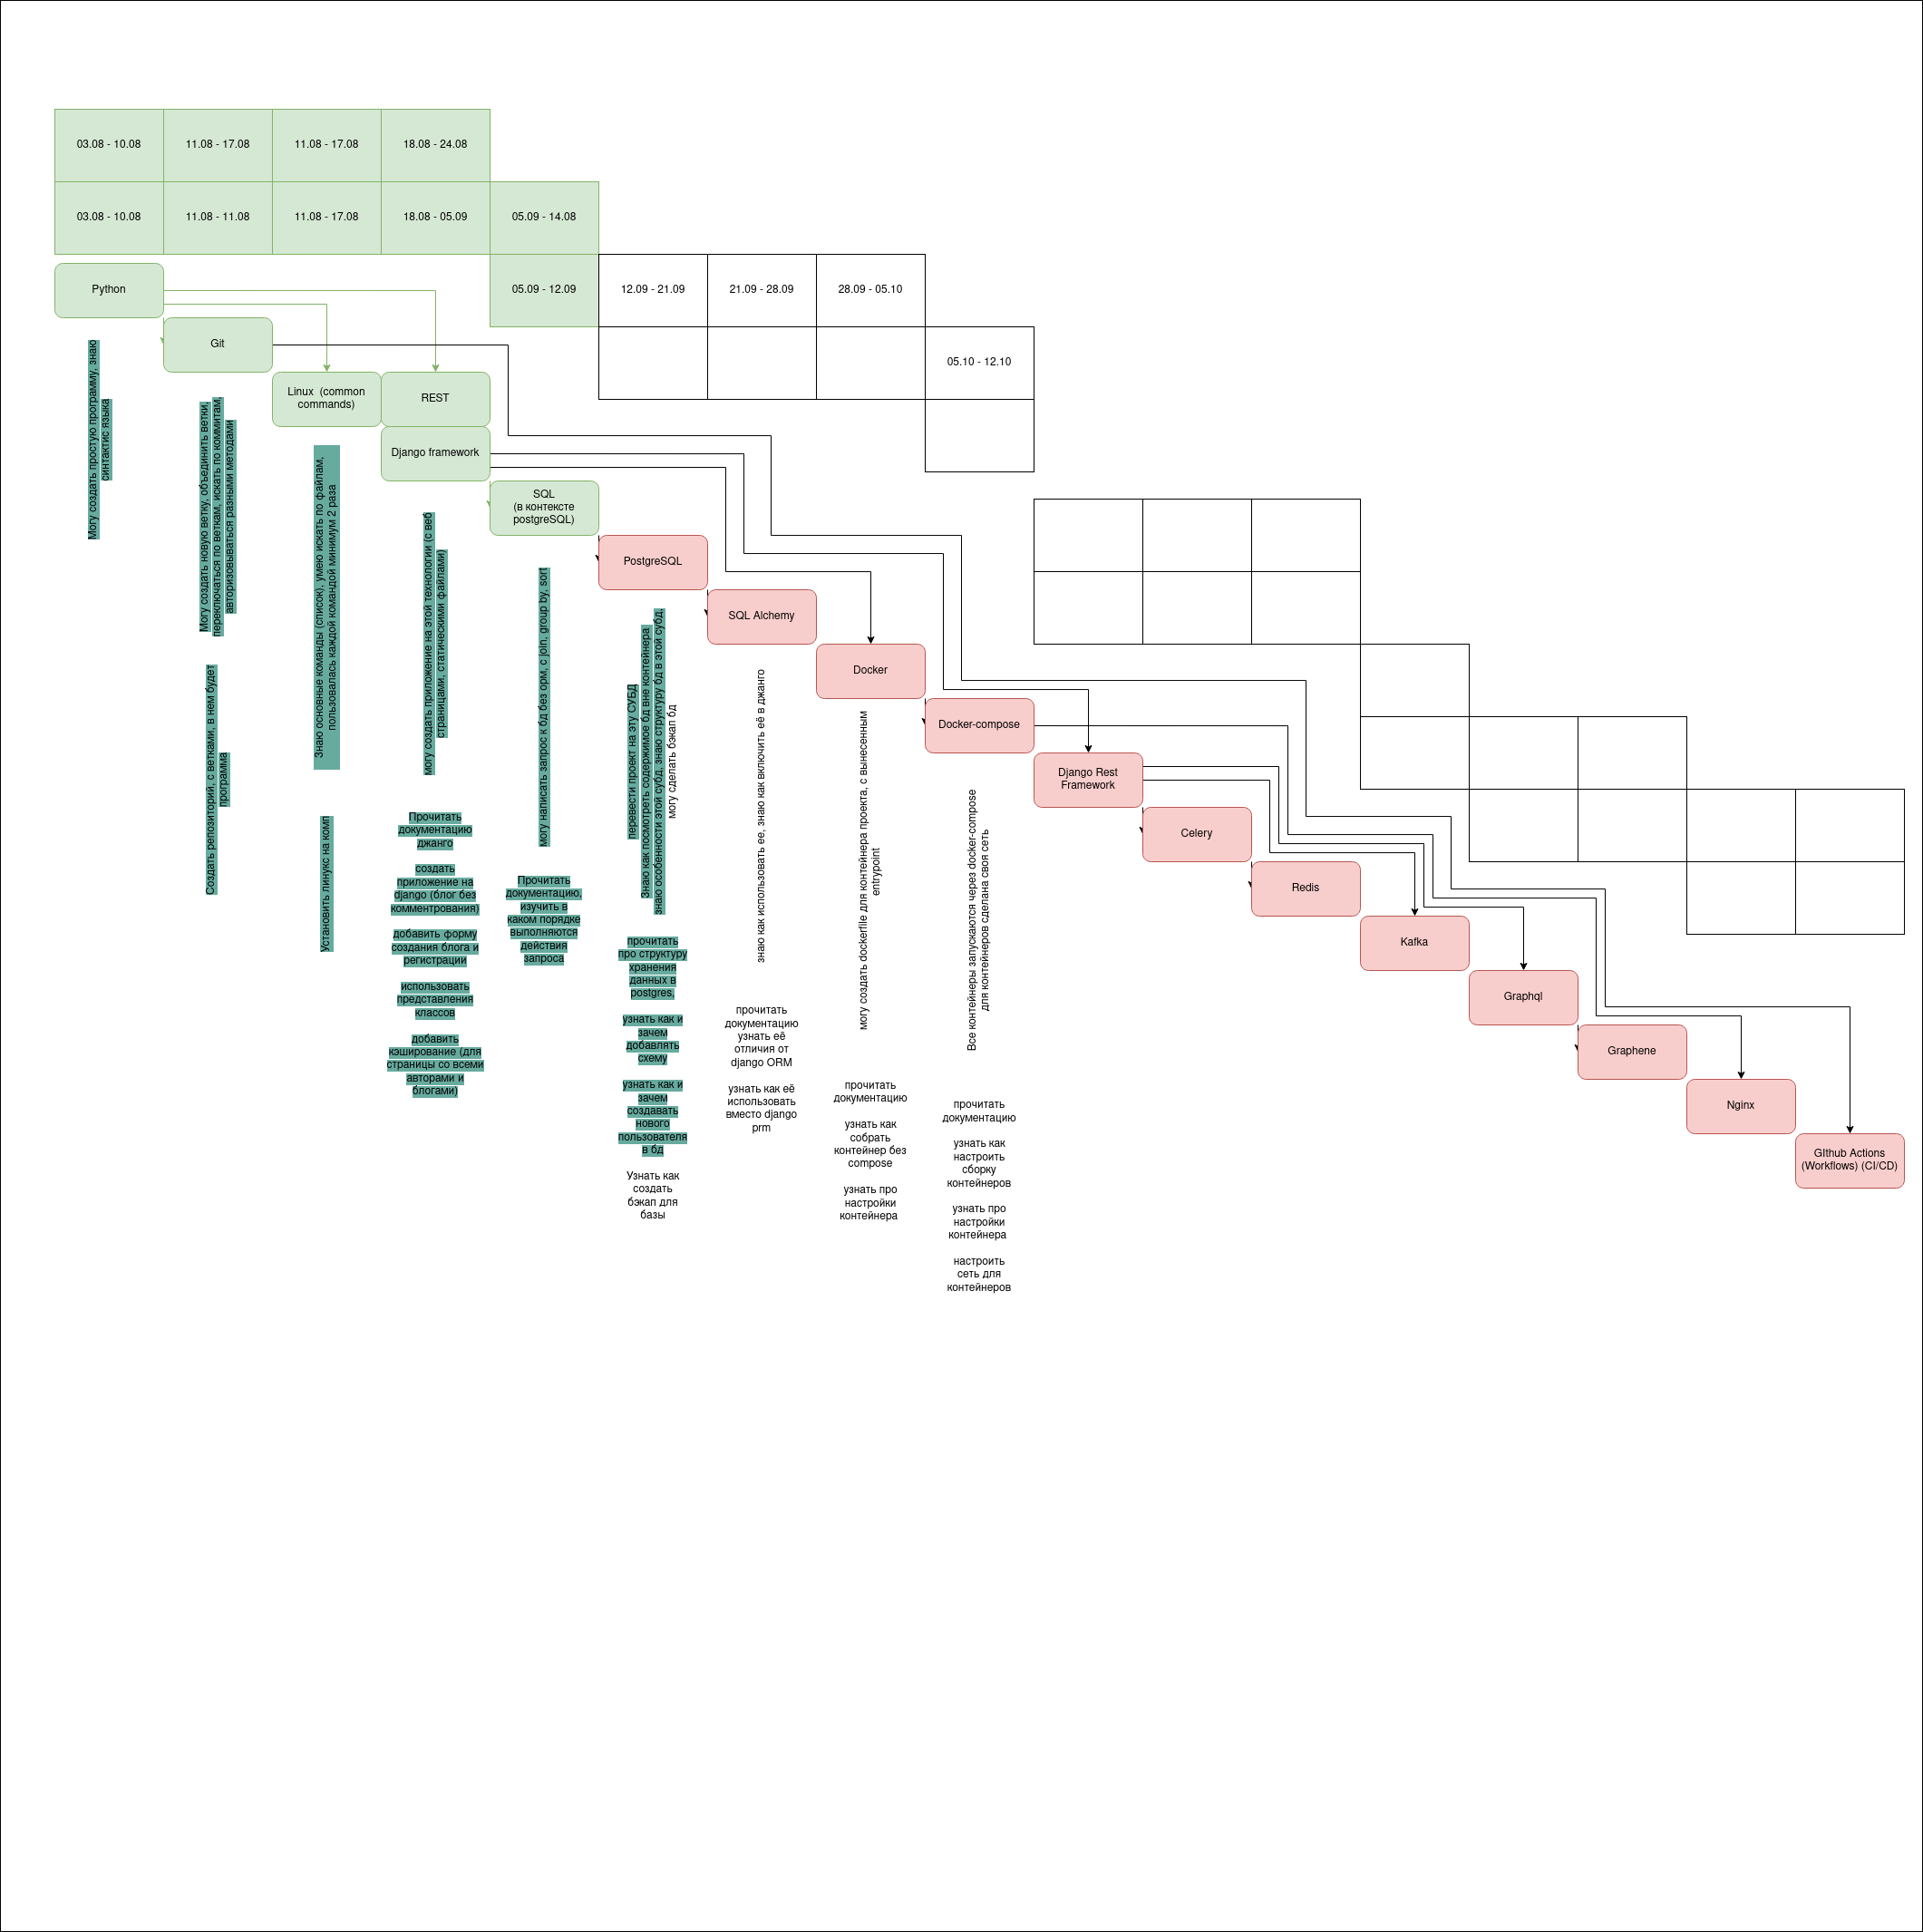 03.08 - 10.08
11.08 - 17.08
11.08 - 17.08
18.08 - 24.08
03.08 - 10.08
11.08 - 11.08
11.08 - 17.08
18.08 - 05.09
05.09 - 14.08
05.09 - 12.09
12.09 - 21.09
21.09 - 28.09
28.09 - 05.10
05.10 - 12.10
Python
Git
Linux (common
commands)
REST
Django framework
SQL
(в контексте
postgreSQL)
PostgreSQL
SQL Alchemy
Docker
Docker-compose
Django Rest
Framework
Celery
Redis
Kafka
Graphql
Graphene
Nginx
GIthub Actions
(Workflows) (CI/CD)
Могу создать простую программу, знаю
синтактис языка
Могу создать новую ветку, объединить ветки,
переключаться по веткам, искать по коммитам,
авторизовываться разными методами
Создать репозиторий, с ветками, в нем будет
программа
Знаю основные команды (список), умею искать по файлам,
пользовалась каждой командой минимум 2 раза
Установить линукс на комп
могу создать приложение на этой технологии (с веб
страницами, статическими файлами)
Прочитать
документацию
джанго
создать
приложение на
django (блог без
комментрования)
добавить форму
создания блога и
регистрации
использовать
представления
классов
добавить
кэширование (для
страницы со всеми
авторами и
блогами)
могу написать запрос к бд без орм, с join, group by, sort
Прочитать
документацию,
изучить в
каком порядке
выполняются
действия
запроса
перевести проект на эту СУБД
Знаю как посмотреть содержимое бд вне контейнера
знаю особенности этой субд, знаю структуру бд в этой субд,
могу сделать бэкап бд
прочитать
про структуру
хранения
данных в
postgres,
узнать как и
зачем
добавлять
схему
узнать как и
зачем
создавать
нового
пользователя
в бд
Узнать как
создать
бэкап для
базы
знаю как использовать ее, знаю как включить её в джанго
прочитать
документацию
узнать её
отличия от
django ORM
узнать как её
использовать
вместо django
prm
могу создать dockerfile для контейнера проекта, с вынесенным
entrypoint
прочитать
документацию
узнать как
собрать
контейнер без
compose
узнать про
настройки
контейнера
Все контейнеры запускаются через docker-compose
для контейнеров сделана своя сеть
прочитать
документацию
узнать как
настроить
сборку
контейнеров
узнать про
настройки
контейнера
настроить
сеть для
контейнеров